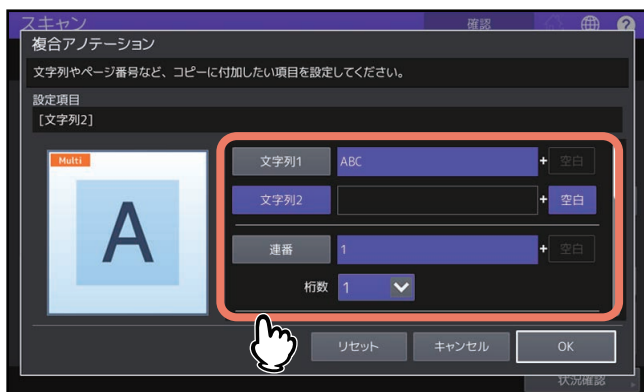 スキャン 確認 ?
複合アノテーション
文字列やページ番号など、コピーに付加したい項目を設定してください。
設定項目
[文字列2]
Multi
A
文字列1 ABC + 空白
文字列2 + 空白
連番 1 + 空白
桁数 1
リセット キャンセル OK
状況確認